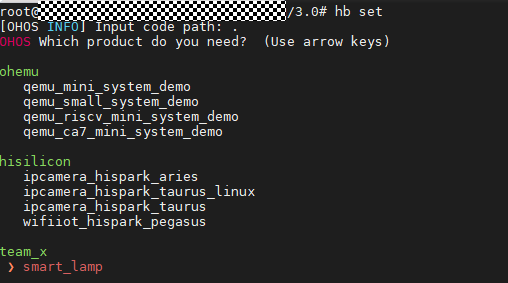 root@/3.0# hb set
[OHOS INFO] Input code path: .
OHOS Which product do you need?  (Use arrow keys)
ohemu
qemu_mini_system_demo
qemu_small_system_demo
qemu_riscv_mini_system_demo
qemu_ca7_mini_system_demo
hisilicon
ipcamera_hispark_aries
ipcamera_hispark_taurus_linux
ipcamera_hispark_taurus
wifiiot_hispark_pegasus
team_x
❯ smart_lamp